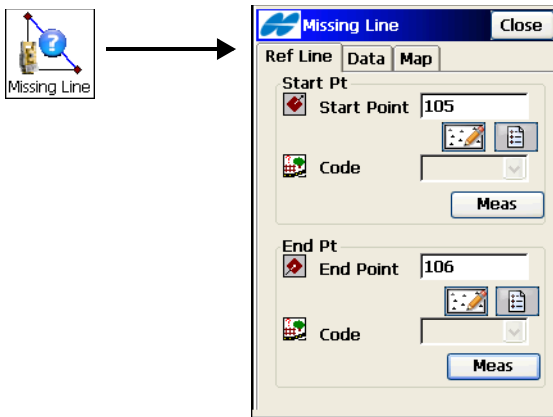 Missing Line
Missing Line Close
Ref Line Data Map
Start Pt
Start Point 105
Code
Meas
End Pt
End Point 106
Code
Meas